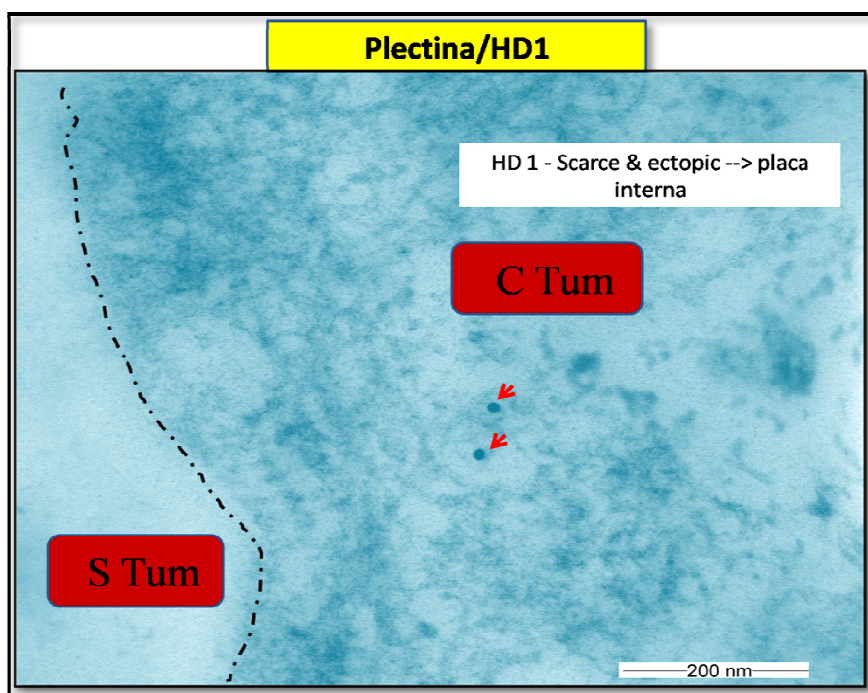 Plectina/HD1
HD 1 - Scarce & ectopic --> placa
interna
C Tum
S Tum
200 nm